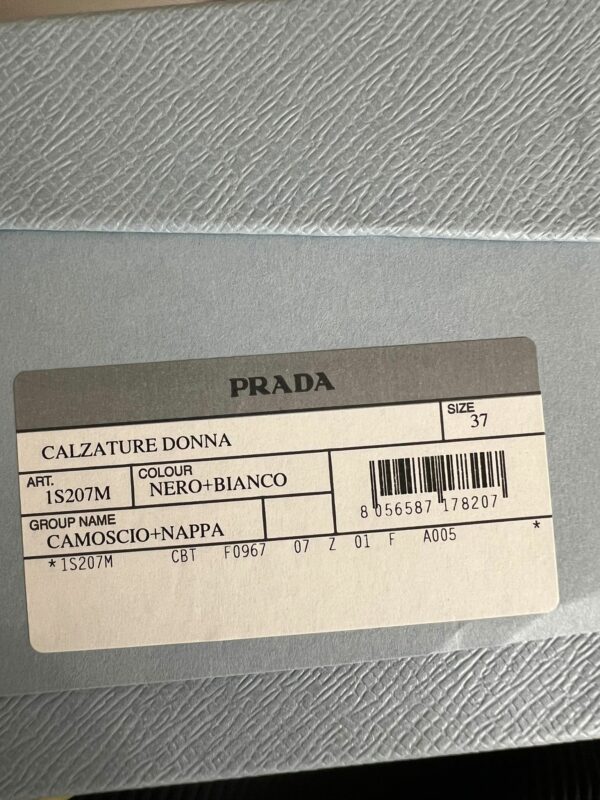 PRADA
CALZATURE DONNA
SIZE
37
ART.
1S207M
COLOUR
NERO+BIANCO
8 056587 178207
GROUP NAME
CAMOSCIO+NAPPA
*1S207M CBT F0967 07 Z 01 F A005 *